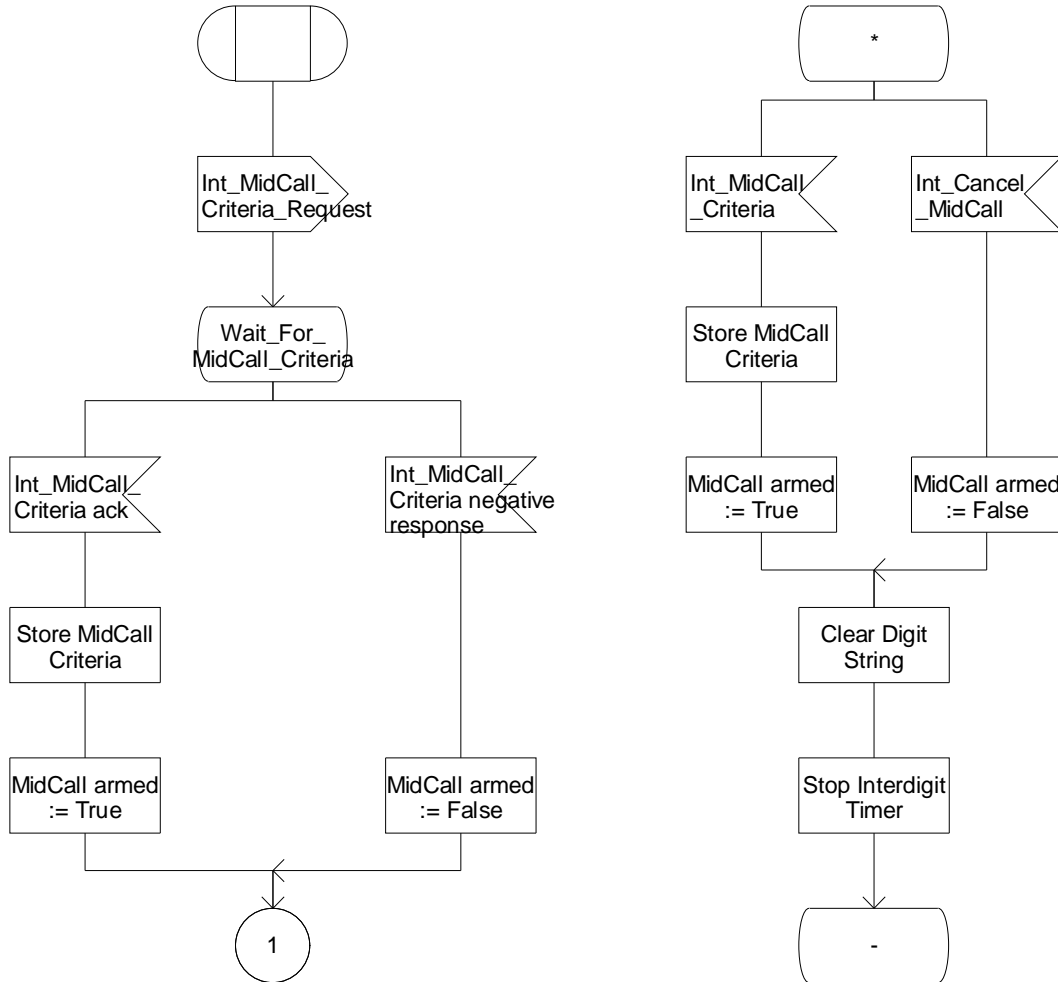 *
Int_MidCall_
Criteria_Request
Int_MidCall
_Criteria
Int_Cancel
_MidCall
Wait_For_
MidCall_Criteria
Store MidCall
Criteria
Int_MidCall_
Criteria ack
Int_MidCall_
Criteria negative
response
MidCall armed
:= True
MidCall armed
:= False
Store MidCall
Criteria
Clear Digit
String
MidCall armed
:= True
MidCall armed
:= False
Stop Interdigit
Timer
1
-